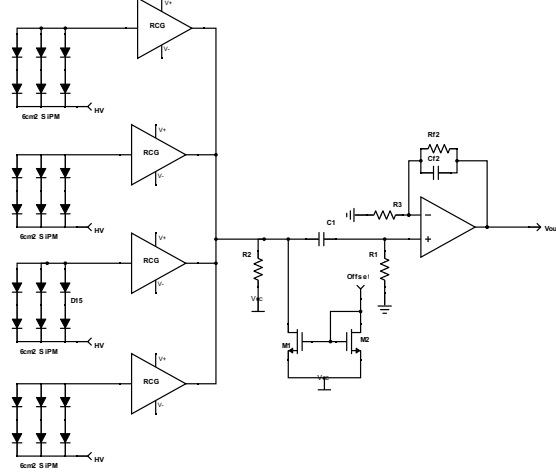 V+
RCG
V-
HV
6cm2 SiPM
V+
RCG
V-
HV
6cm2 SiPM
V+
RCG
V-
D15
HV
6cm2 SiPM
V+
RCG
V-
HV
6cm2 SiPM
Rf2
Cf2
R3
C1
R2
R1
Vcc
Offset
M1
M2
Vcc
Vou